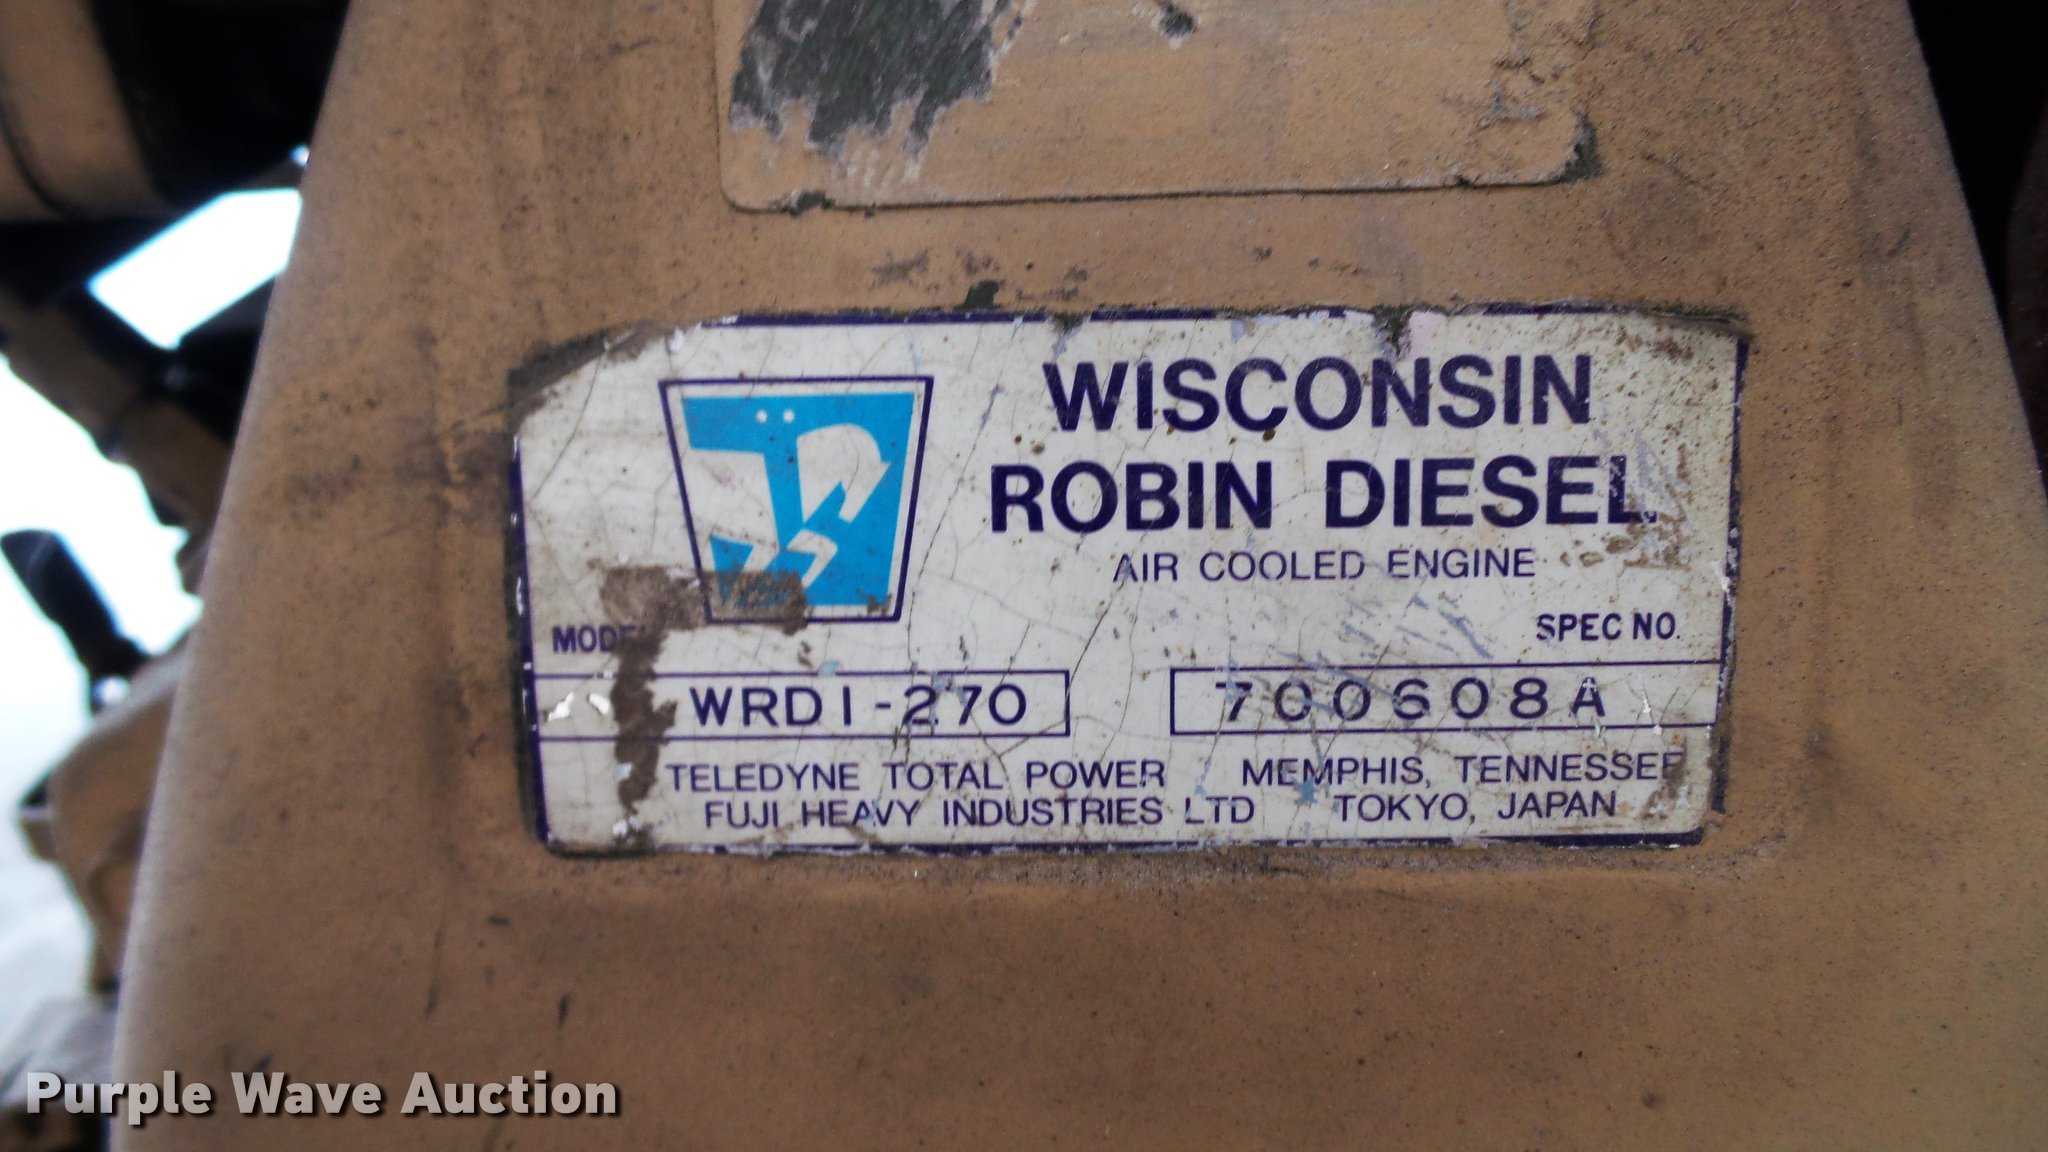 WISCONSIN
ROBIN DIESEL
AIR COOLED ENGINE
MODEL
SPEC NO.
WRD1-270
700608A
TELEDYNE TOTAL POWER MEMPHIS, TENNESSEE
FUJI HEAVY INDUSTRIES LTD TOKYO, JAPAN
Purple Wave Auction